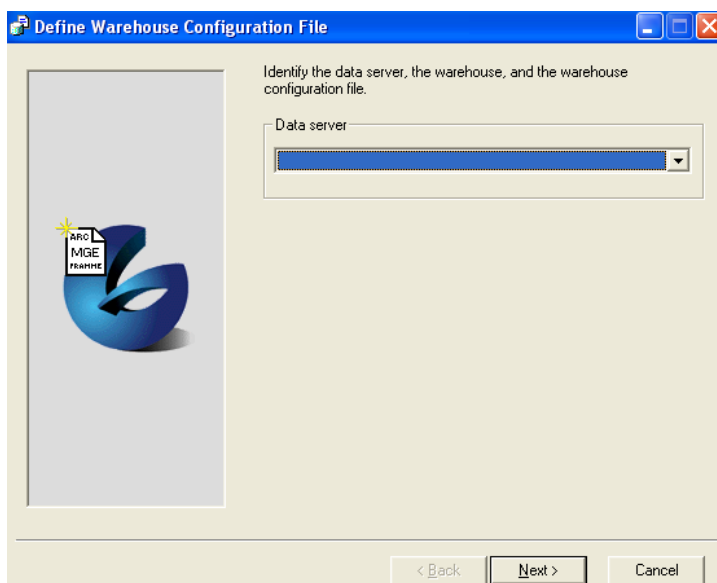 Define Warehouse Configuration File
Identify the data server, the warehouse, and the warehouse
configuration file.
Data server
ARC
MGE
FRAMME
< Back
Next >
Cancel